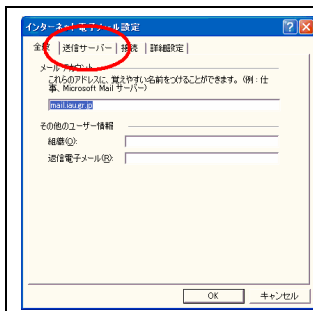 インターネット電子メール設定
全般 送信サーバー 接続 詳細設定
メール アカウント
これらのアドレスに、覚えやすい名前をつけることができます。(例 : 仕
事、Microsoft Mail サーバー)
mail.iau.gr.jp
その他のユーザー情報
組織(O):
返信電子メール(R):
OK キャンセル